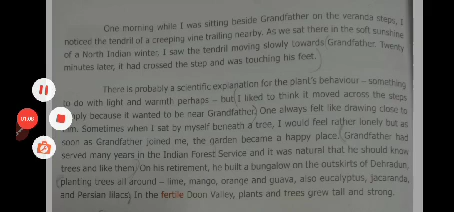 One morning while I was sitting beside Grandfather on the veranda steps, I
noticed the tendril of a creeping vine trailing nearby. As we sat there in the soft sunshine
of a North Indian winter, I saw the tendril moving slowly towards Grandfather. Twenty
minutes later, it had crossed the step and was touching his feet.
There is probably a scientific explanation for the plant's behaviour – something
to do with light and warmth perhaps – but I liked to think it moved across the steps
simply because it wanted to be near Grandfather. One always felt like drawing close to
him. Sometimes when I sat by myself beneath a tree, I would feel rather lonely but as
soon as Grandfather joined me, the garden became a happy place. Grandfather had
served many years in the Indian Forest Service and it was natural that he should know
trees and like them. On his retirement, he built a bungalow on the outskirts of Dehradun,
planting trees all around – lime, mango, orange and guava, also eucalyptus, jacaranda,
and Persian lilacs. In the fertile Doon Valley, plants and trees grew tall and strong.
01:00